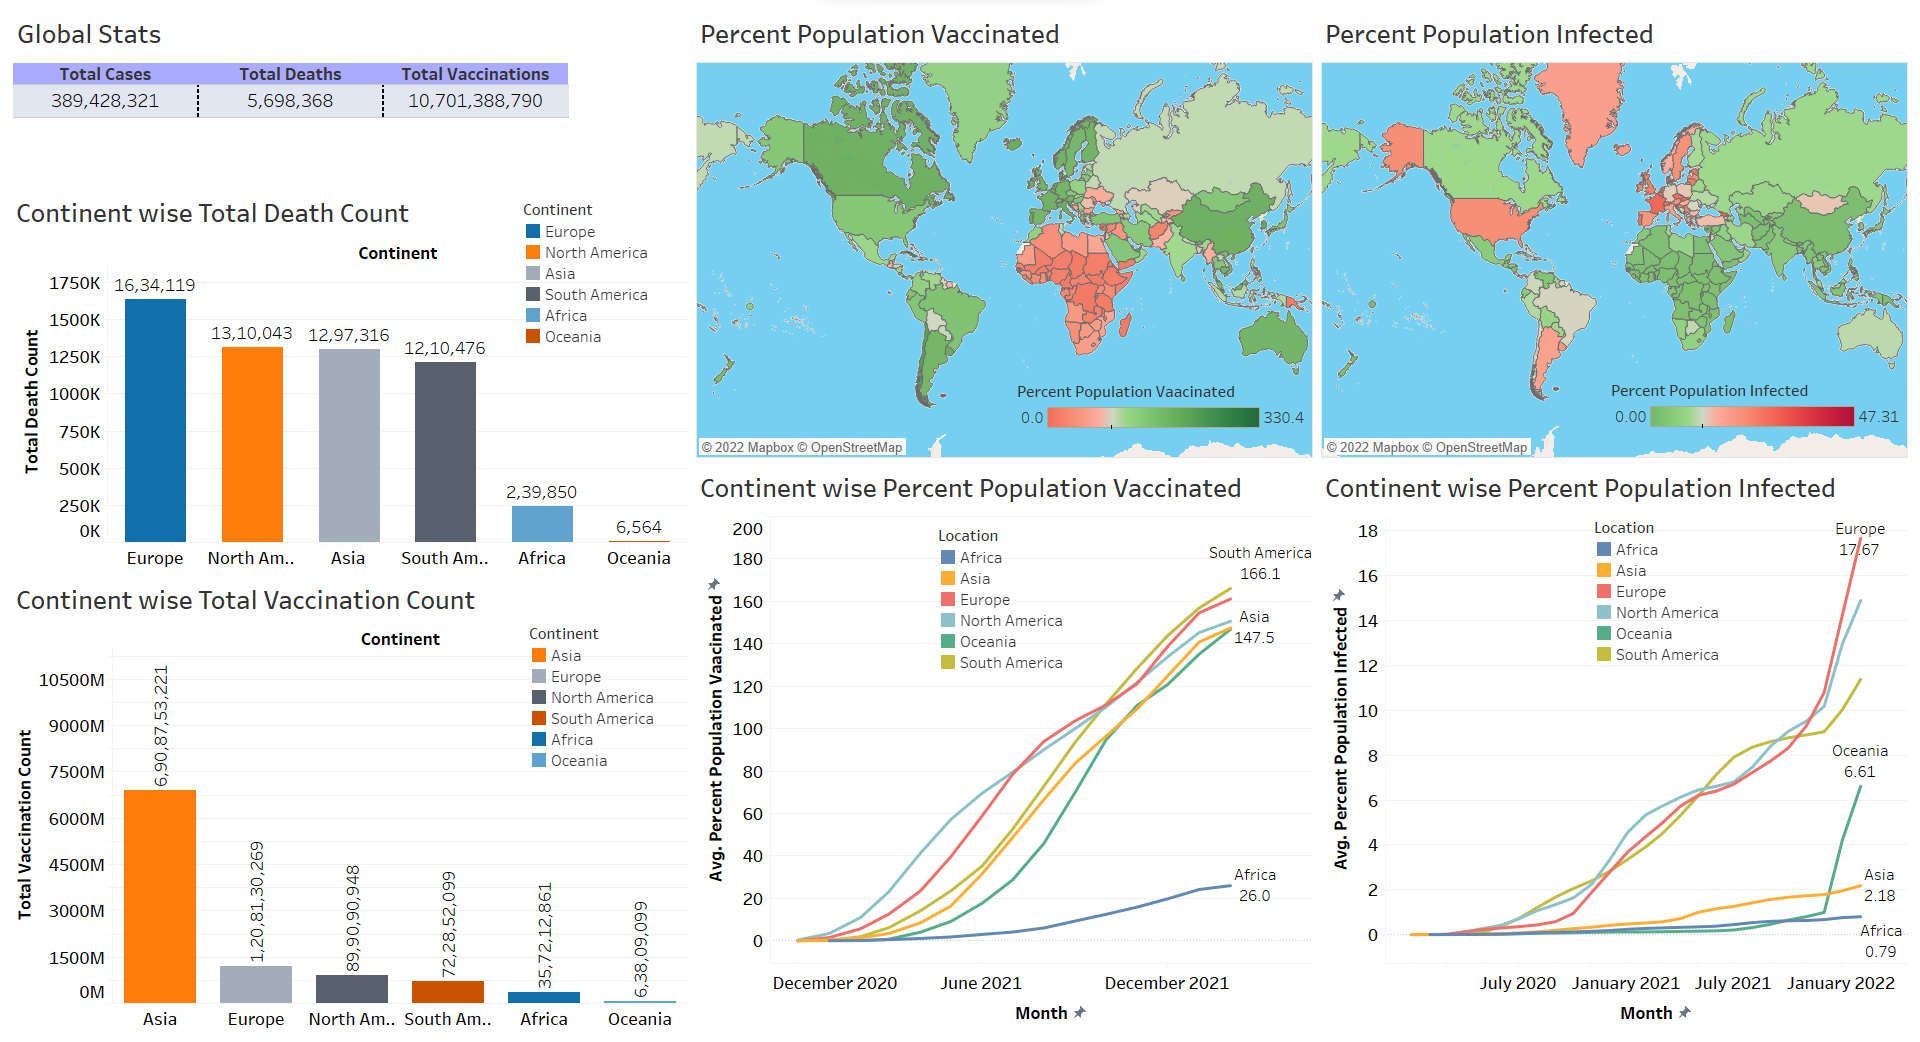 Global Stats
Total Cases Total Deaths Total Vaccinations
389,428,321 5,698,368 10,701,388,790
Continent wise Total Death Count
Continent
Europe
North America
Asia
South America
Africa
Oceania
Continent
Total Death Count
1750K
1500K
1250K
1000K
750K
500K
250K
0K
16,34,119
13,10,043
12,97,316
12,10,476
2,39,850
6,564
Europe North Am.. Asia South Am.. Africa Oceania
Continent wise Total Vaccination Count
Continent
Asia
Europe
North America
South America
Africa
Oceania
Continent
Total Vaccination Count
10500M
9000M
7500M
6000M
4500M
3000M
1500M
0M
6,90,87,53,221
1,20,81,30,269
89,90,90,948
72,28,52,099
35,72,12,861
6,38,09,099
Asia Europe North Am.. South Am.. Africa Oceania
Percent Population Vaccinated
Percent Population Vaacinated
0.0 330.4
© 2022 Mapbox © OpenStreetMap
Percent Population Infected
Percent Population Infected
0.00 47.31
© 2022 Mapbox © OpenStreetMap
Continent wise Percent Population Vaccinated
Location
Africa
Asia
Europe
North America
Oceania
South America
Avg. Percent Population Vaacinated
200
180
160
140
120
100
80
60
40
20
0
South America
166.1
Asia
147.5
Africa
26.0
December 2020 June 2021 December 2021
Month
Continent wise Percent Population Infected
Location
Africa
Asia
Europe
North America
Oceania
South America
Avg. Percent Population Infected
18
16
14
12
10
8
6
4
2
0
Europe
17.67
Oceania
6.61
Asia
2.18
Africa
0.79
July 2020 January 2021 July 2021 January 2022
Month